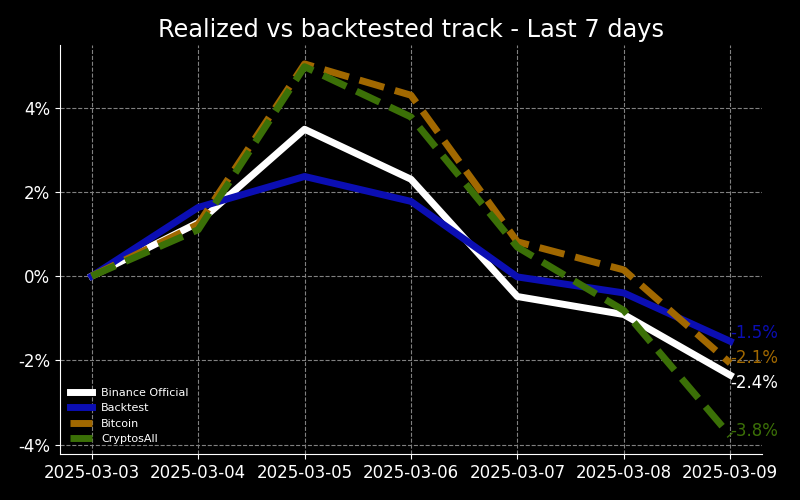 Realized vs backtested track - Last 7 days
4%
2%
0%
-2%
-4%
-1.5%
-2.1%
-2.4%
-3.8%
Binance Official
Backtest
Bitcoin
CryptosAll
2025-03-03 2025-03-04 2025-03-05 2025-03-06 2025-03-07 2025-03-08 2025-03-09